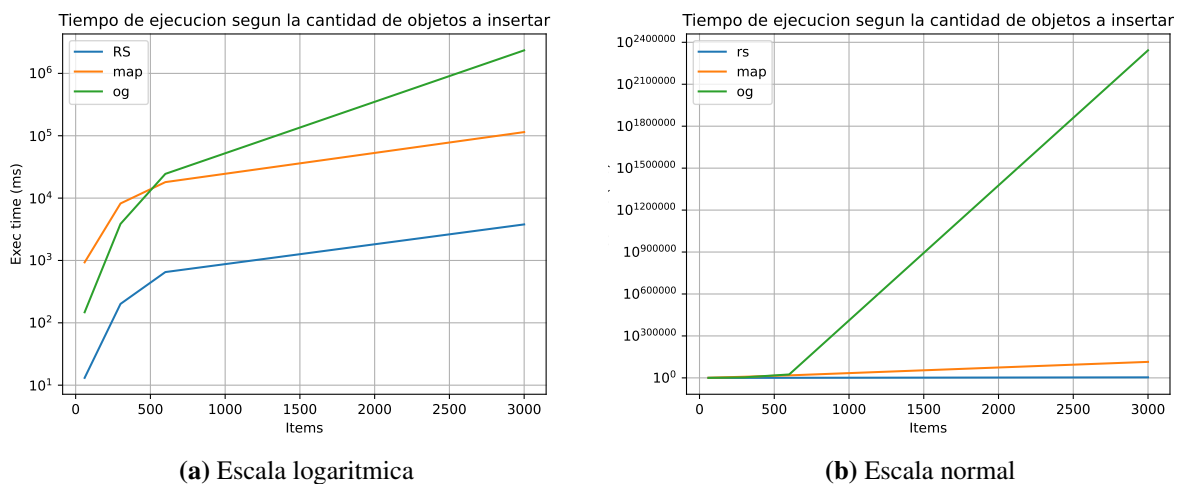 Tiempo de ejecucion segun la cantidad de objetos a insertar
RS
map
og
10^6
10^5
10^4
10^3
10^2
10^1
Exec time (ms)
0 500 1000 1500 2000 2500 3000
Items
(a) Escala logaritmica
Tiempo de ejecucion segun la cantidad de objetos a insertar
rs
map
og
10^2400000
10^2100000
10^1800000
10^1500000
10^1200000
10^900000
10^600000
10^300000
10^0
0 500 1000 1500 2000 2500 3000
Items
(b) Escala normal